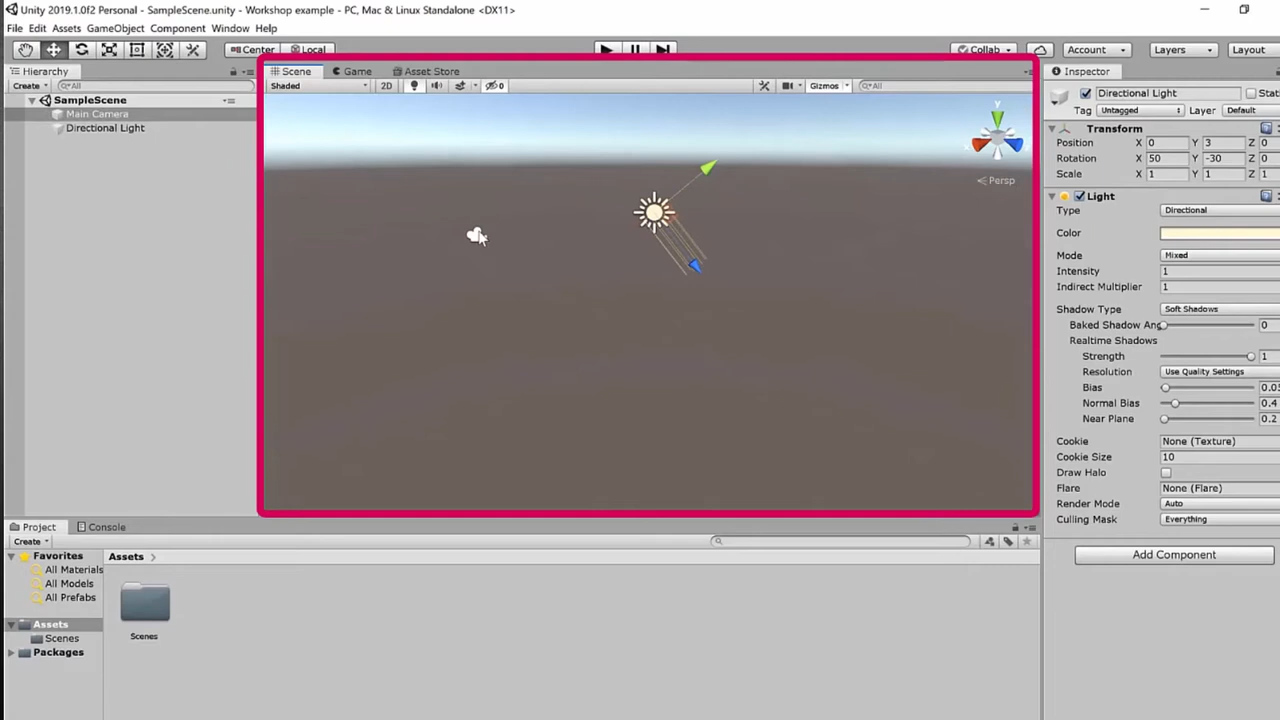 Unity 2019.1.0f2 Personal - SampleScene.unity - Workshop example - PC, Mac & Linux Standalone <DX11>
File Edit Assets GameObject Component Window Help
Center Local Collab Account Layers Layout
Hierarchy
Create All
SampleScene
Main Camera
Directional Light
Scene Game Asset Store
Shaded 2D 0 Gizmos All
y
Persp
Inspector
Directional Light Stati
Tag Untagged Layer Default
Transform
Position X 0 Y 3 Z 0
Rotation X 50 Y -30 Z 0
Scale X 1 Y 1 Z 1
Light
Type Directional
Color
Mode Mixed
Intensity 1
Indirect Multiplier 1
Shadow Type Soft Shadows
Baked Shadow Ang 0
Realtime Shadows
Strength 1
Resolution Use Quality Settings
Bias 0.05
Normal Bias 0.4
Near Plane 0.2
Cookie None (Texture)
Cookie Size 10
Draw Halo
Flare None (Flare)
Render Mode Auto
Culling Mask Everything
Add Component
Project Console
Create
Favorites
All Materials
All Models
All Prefabs
Assets
Scenes
Packages
Assets
Scenes